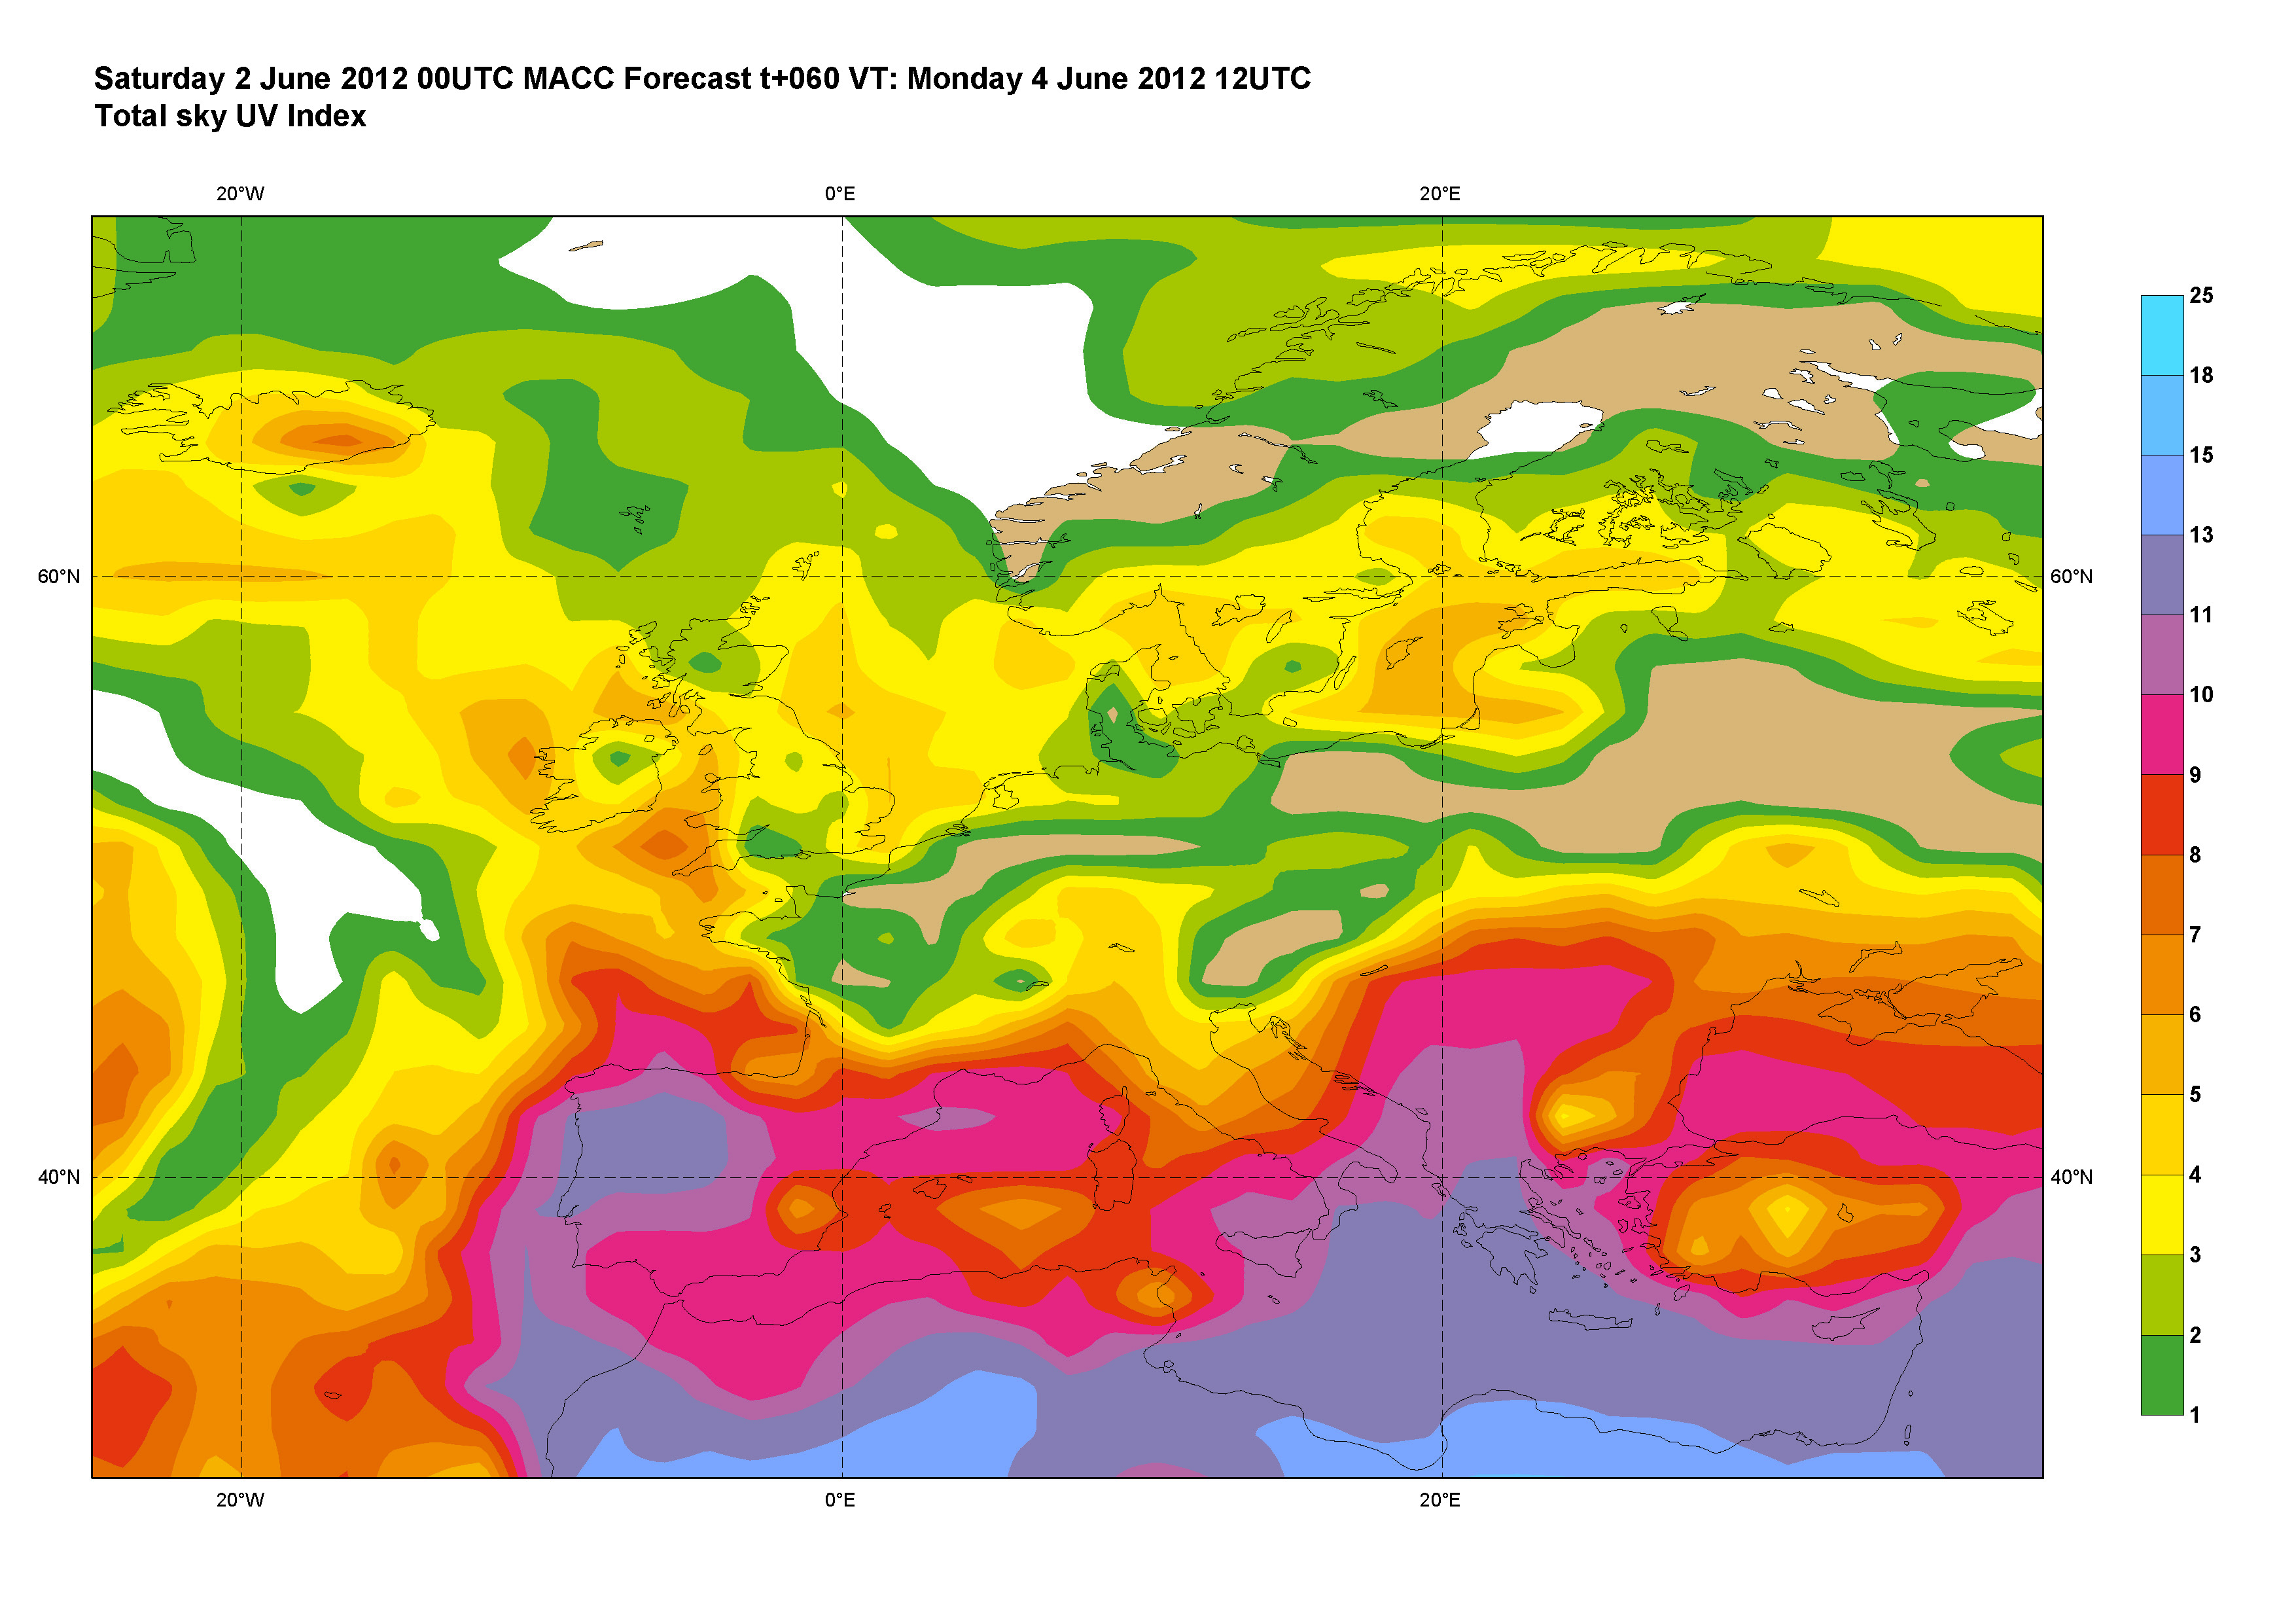 Saturday 2 June 2012 00UTC MACC Forecast t+060 VT: Monday 4 June 2012 12UTC
Total sky UV Index
20°W 0°E 20°E
25
18
15
13
60°N 60°N
11
10
9
8
7
6
5
40°N 40°N
4
3
2
1
20°W 0°E 20°E